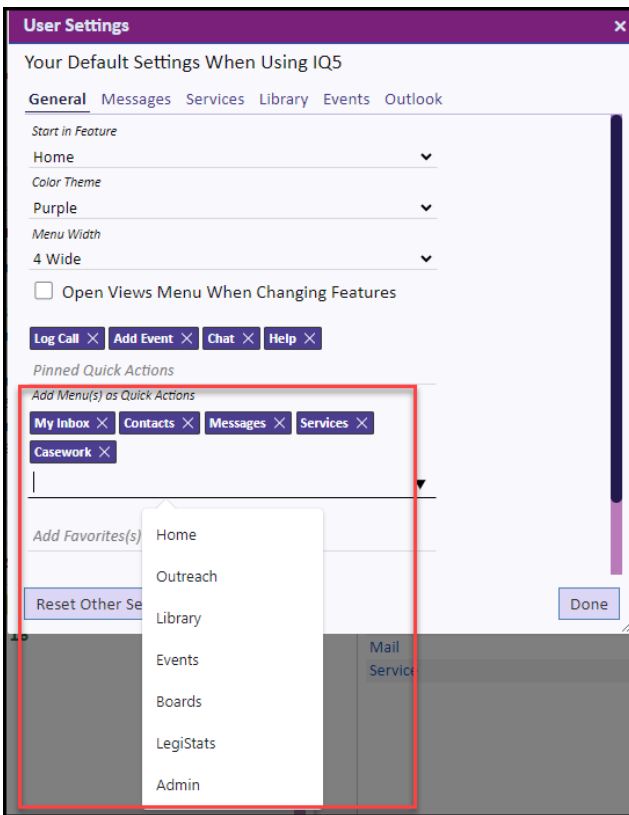 User Settings ×
Your Default Settings When Using IQ5
General Messages Services Library Events Outlook
Start in Feature
Home
Color Theme
Purple
Menu Width
4 Wide
Open Views Menu When Changing Features
Log Call × Add Event × Chat × Help ×
Pinned Quick Actions
Add Menu(s) as Quick Actions
My Inbox × Contacts × Messages × Services ×
Casework ×
Add Favorites(s)
Home
Outreach
Library
Events
Boards
LegiStats
Admin
Reset Other Se
Done
Mail
Service